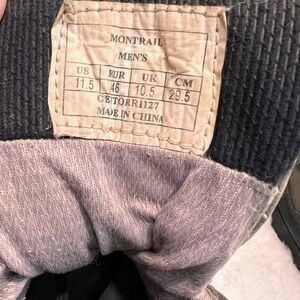 MONTRAIL
MEN'S
US EUR UK CM
11.5 46 10.5 29.5
GETORR1127
MADE IN CHINA